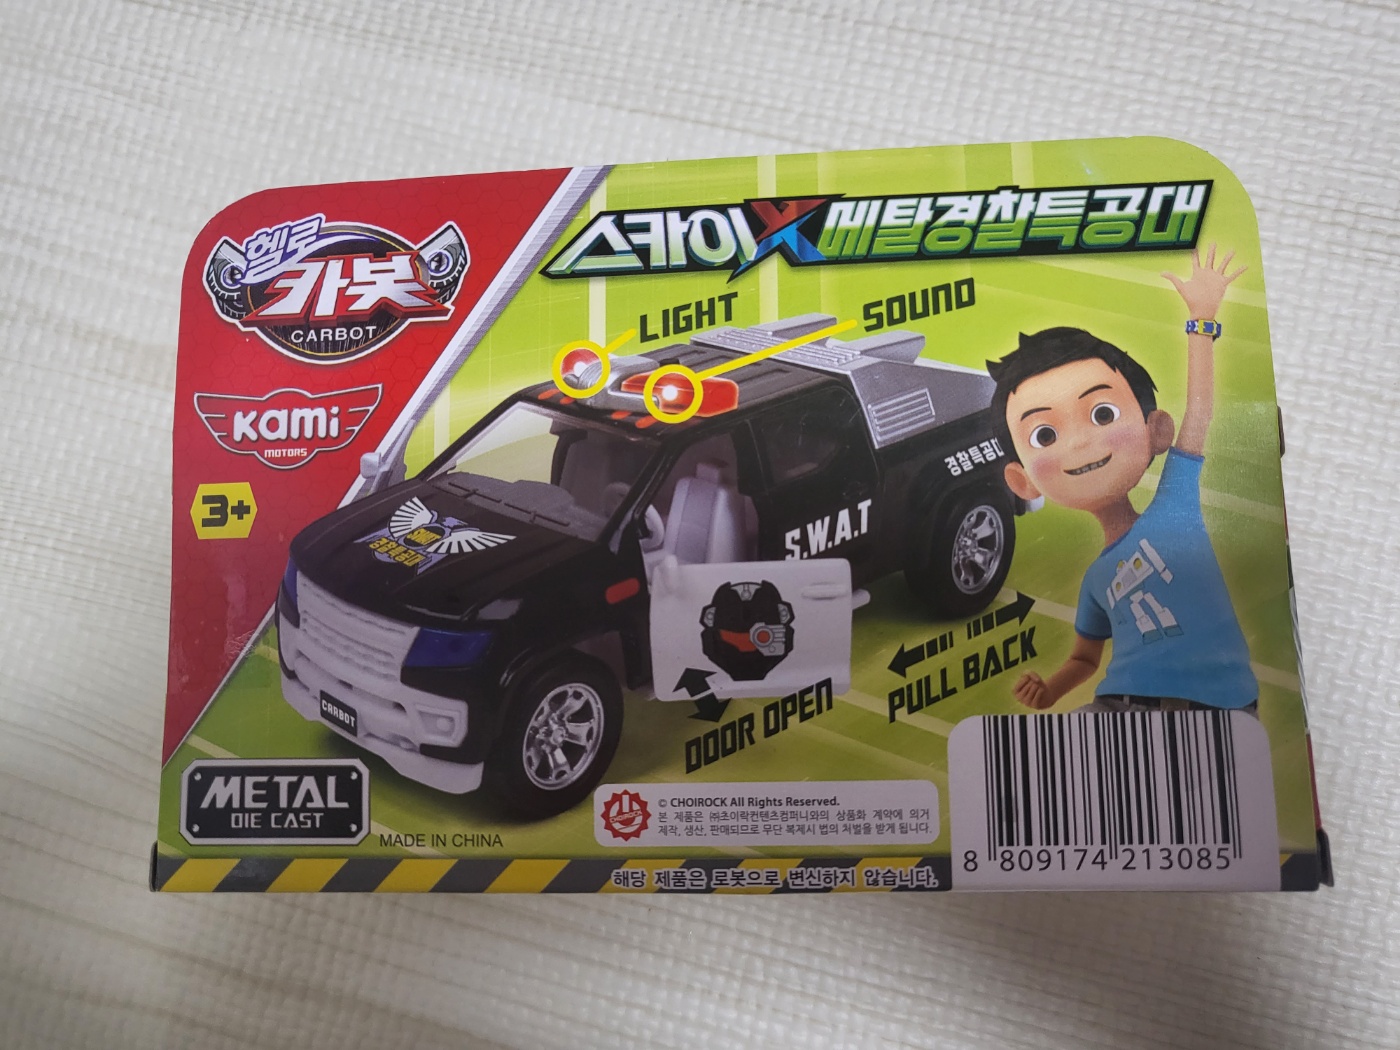 헬로
카봇
CARBOT
스카이X메탈경찰특공대
LIGHT
SOUND
Kami
MOTORS
3+
SWAT
경찰특공대
S.W.A.T
CARBOT
DOOR OPEN
PULL BACK
METAL
DIE CAST
MADE IN CHINA
CHOIROCK
© CHOIROCK All Rights Reserved.
본 제품은 ㈜초이락컨텐츠컴퍼니와의 상품화 계약에 의거
제작, 생산, 판매되므로 무단 복제시 법의 처벌을 받게 됩니다.
해당 제품은 로봇으로 변신하지 않습니다.
8 809174 213085